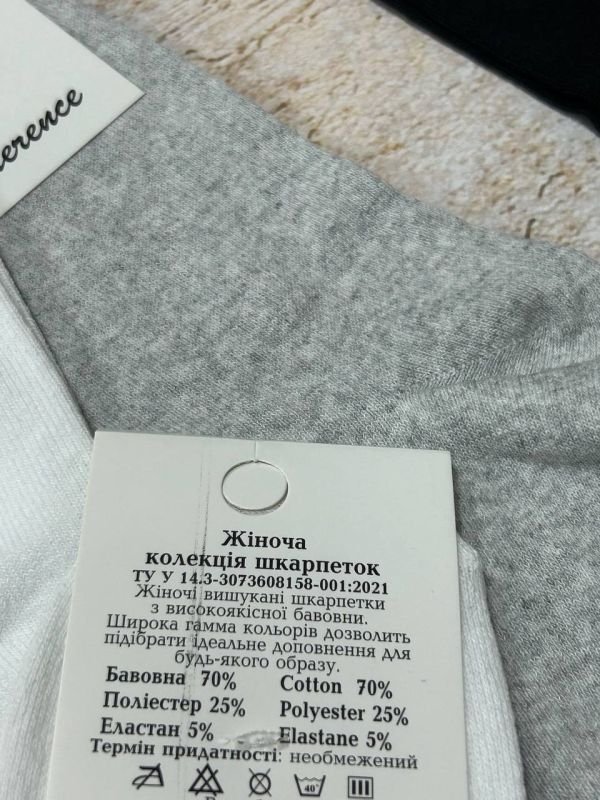 Жіноча
колекція шкарпеток
ТУ У 14.3-3073608158-001:2021
Жіночі вишукані шкарпетки
з високоякісної бавовни.
Широка гамма кольорів дозволить
підібрати ідеальне доповнення для
будь-якого образу.
Бавовна 70% Cotton 70%
Поліестер 25% Polyester 25%
Еластан 5% Elastane 5%
Термін придатності: необмежений
40°